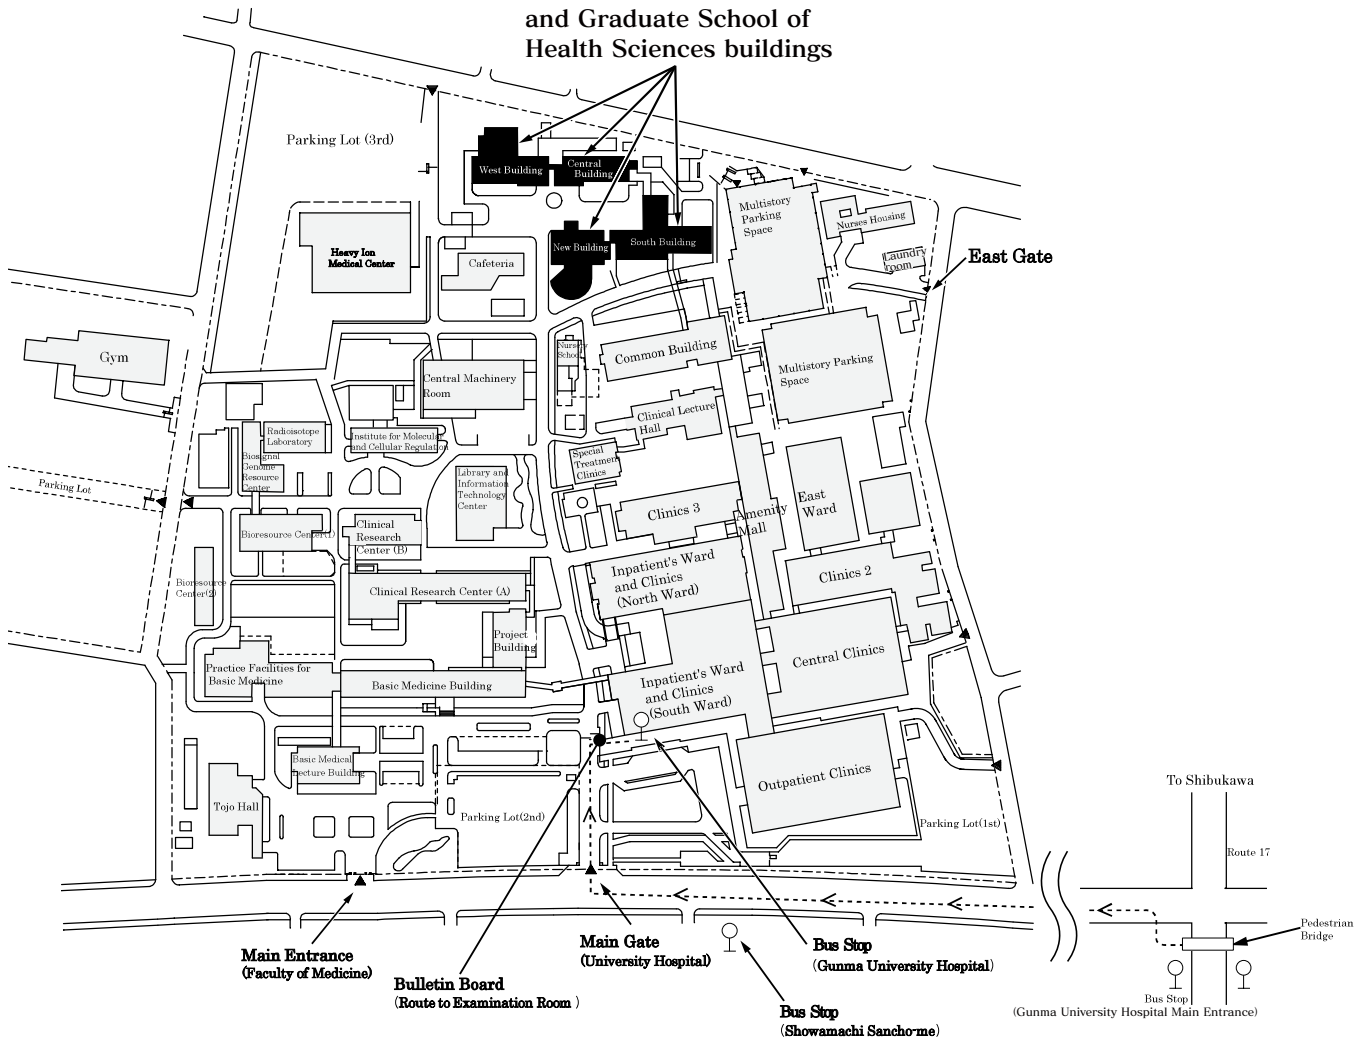 and Graduate School of
Health Sciences buildings
Parking Lot (3rd)
West Building
Central
Building
New Building
South Building
Multistory
Parking
Space
Nurses Housing
Laundry
room
East Gate
Heavy Ion
Medical Center
Cafeteria
Gym
Central Machinery
Room
Nursery
School
Common Building
Multistory Parking
Space
Clinical Lecture
Hall
Radioisotope
Laboratory
Institute for Molecular
and Cellular Regulation
Biosignal
Genome
Resource
Center
Library and
Information
Technology
Center
Special
Treatment
Clinics
Parking Lot
Clinics 3
Amenity
Mall
East
Ward
Bioresource Center(1)
Clinical
Research
Center (B)
Bioresource
Center(2)
Clinical Research Center (A)
Inpatient's Ward
and Clinics
(North Ward)
Clinics 2
Project
Building
Practice Facilities for
Basic Medicine
Basic Medicine Building
Inpatient's Ward
and Clinics
(South Ward)
Central Clinics
Basic Medical
Lecture Building
Outpatient Clinics
Tojo Hall
Parking Lot(2nd)
Parking Lot(1st)
To Shibukawa
Route 17
Pedestrian
Bridge
Main Entrance
(Faculty of Medicine)
Bulletin Board
(Route to Examination Room )
Main Gate
(University Hospital)
Bus Stop
(Gunma University Hospital)
Bus Stop
(Showamachi Sancho-me)
Bus Stop
(Gunma University Hospital Main Entrance)